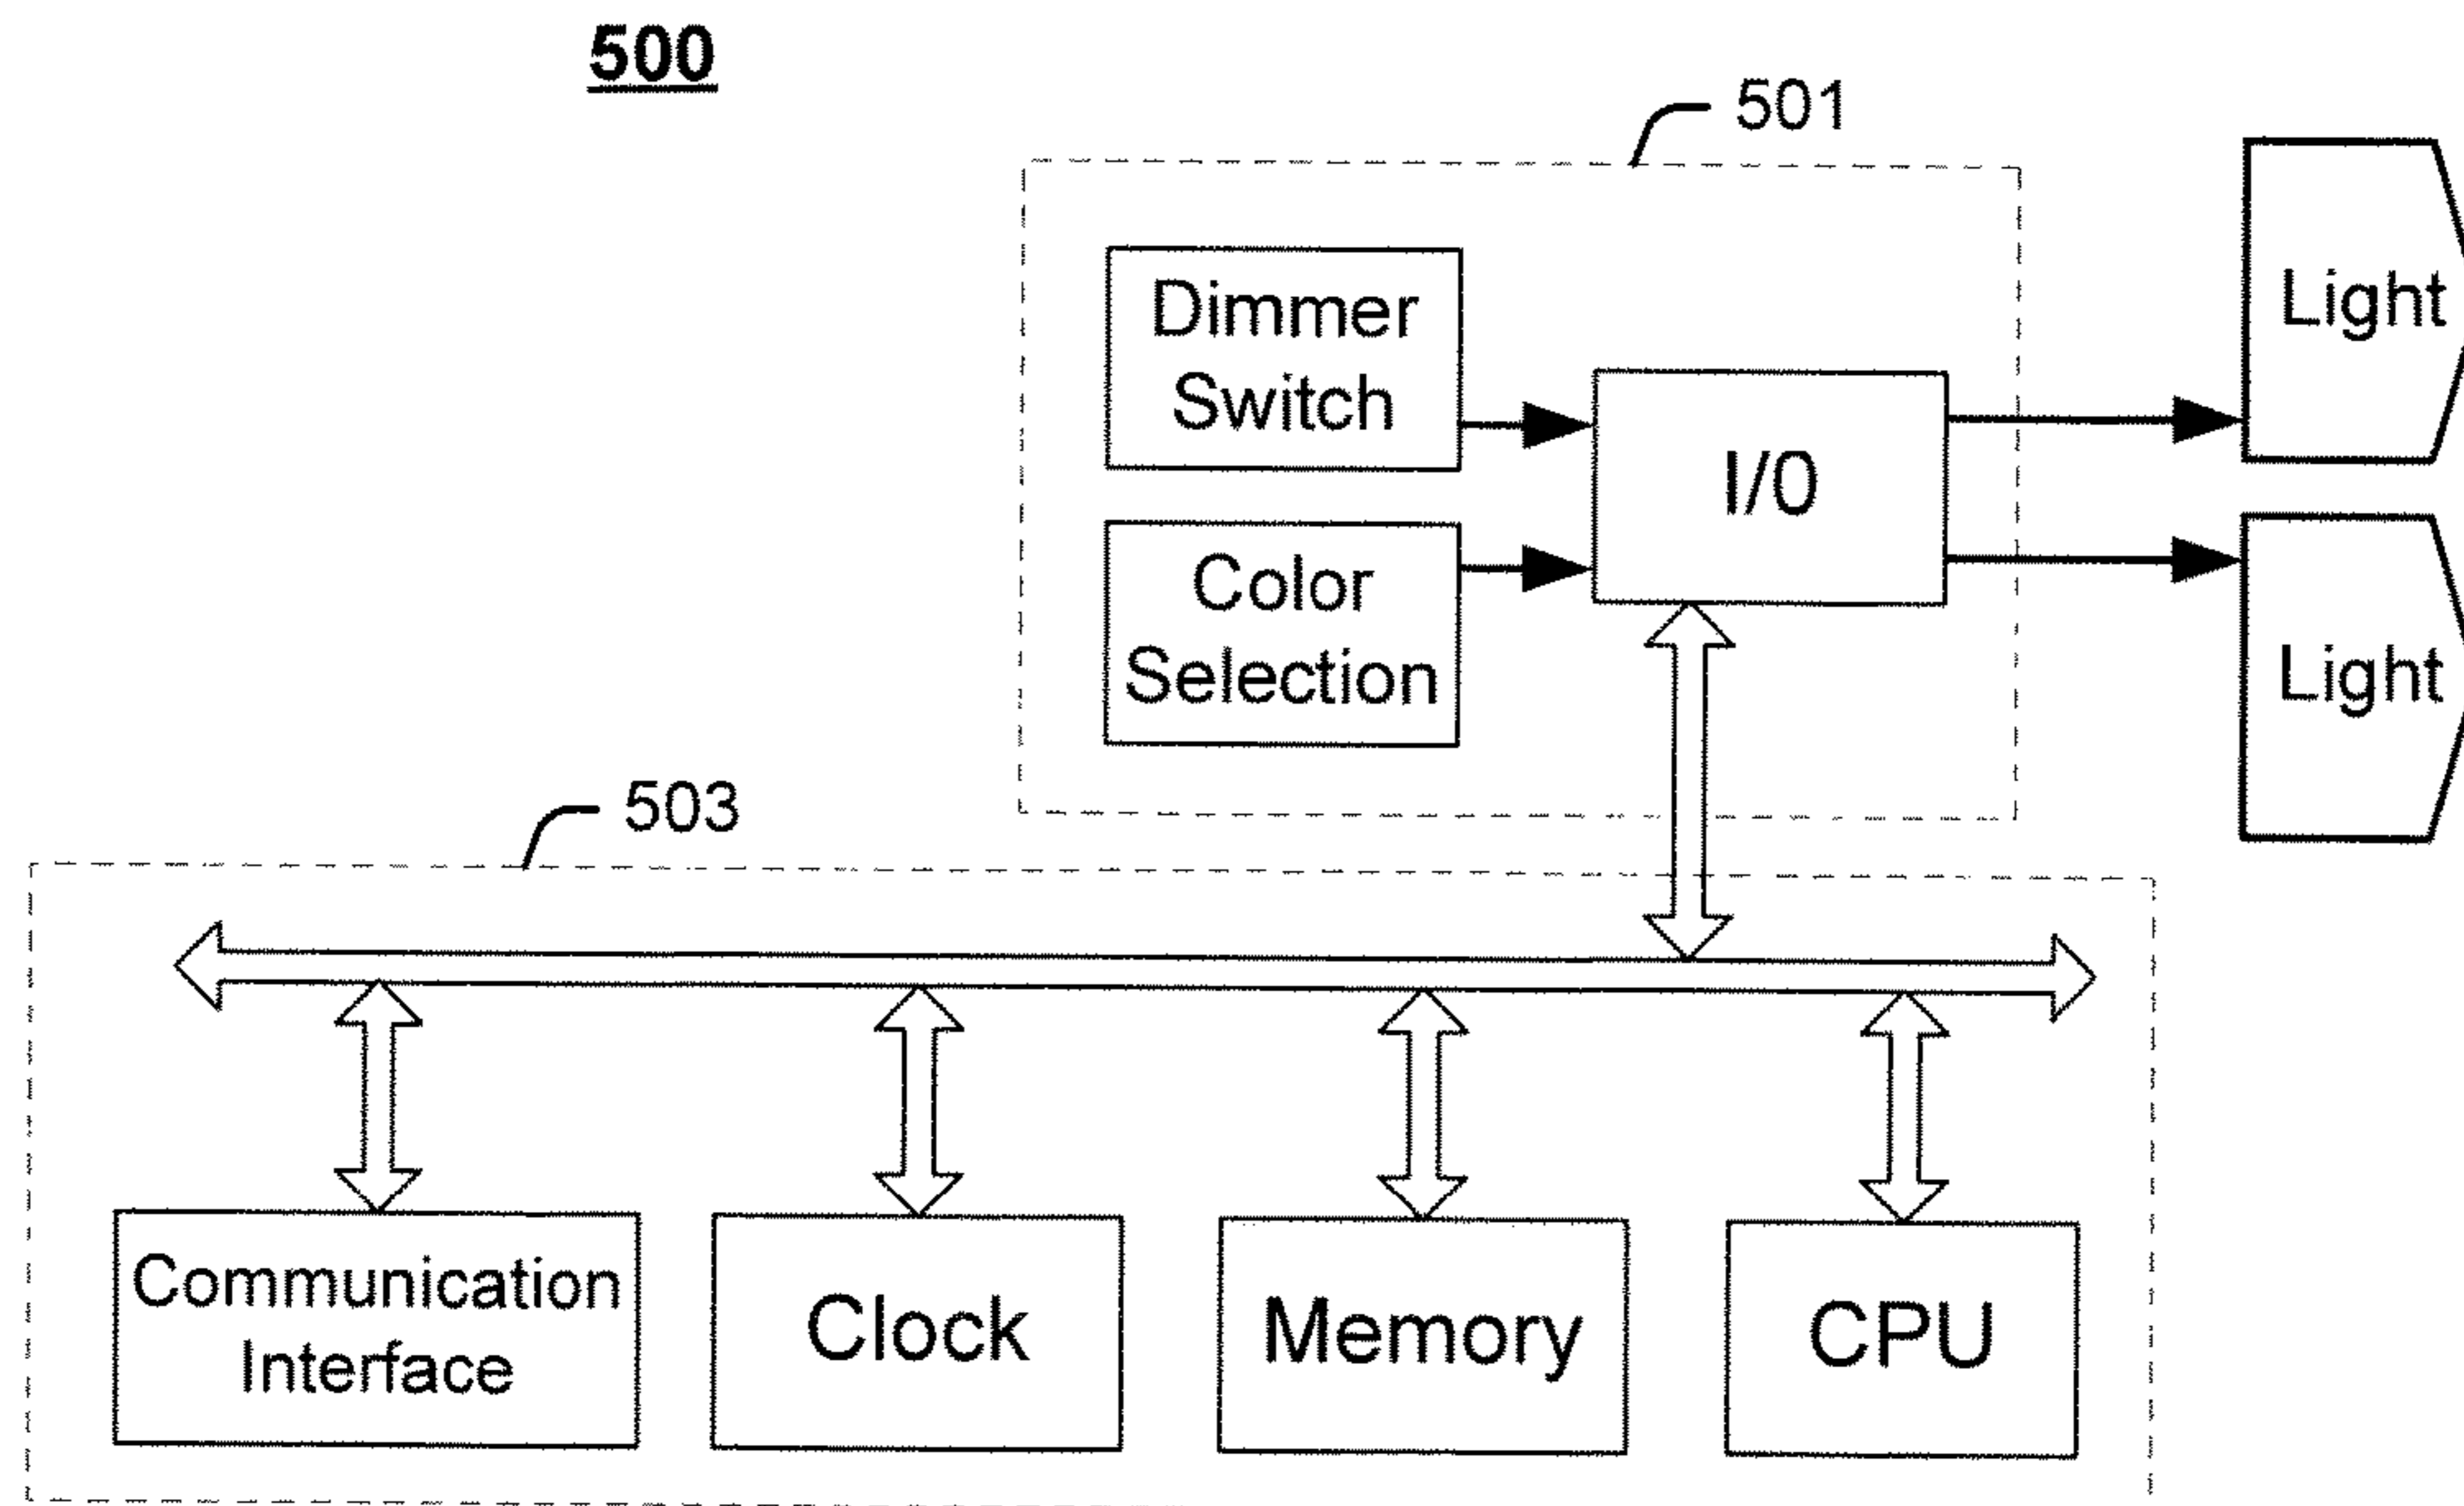 500
501
Dimmer
Switch
I/0
Light
Color
Selection
Light
503
Communication
Interface
Clock
Memory
CPU